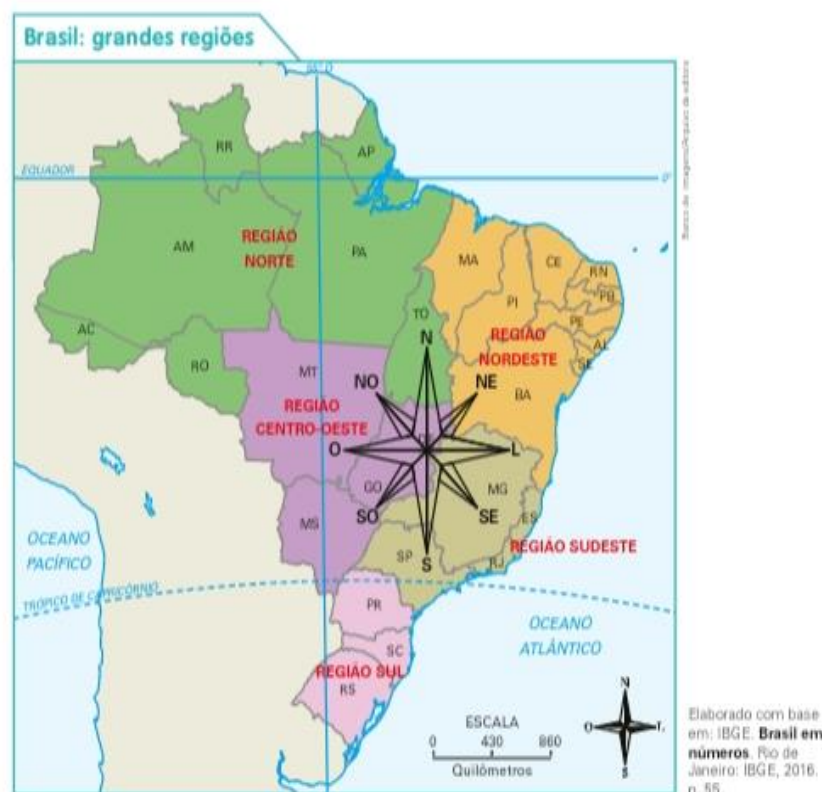 Brasil: grandes regiões
EQUADOR
0°
RR
AP
AM
REGIÃO
NORTE
PA
MA
CE
RN
PB
PI
PE
AL
SE
AC
TO
RO
REGIÃO
NORDESTE
N
MT
NO
NE
BA
REGIÃO
CENTRO-OESTE
O
L
GO
MG
MS
SO
SE
ES
OCEANO
PACÍFICO
REGIÃO SUDESTE
SP
S
RJ
TRÓPICO DE CAPRICÓRNIO
PR
OCEANO
ATLÂNTICO
SC
REGIÃO SUL
RS
ESCALA
0 430 860
Quilômetros
N
O
L
S
Elaborado com base
em: IBGE. Brasil em
números. Rio de
Janeiro: IBGE, 2016.
p. 55.